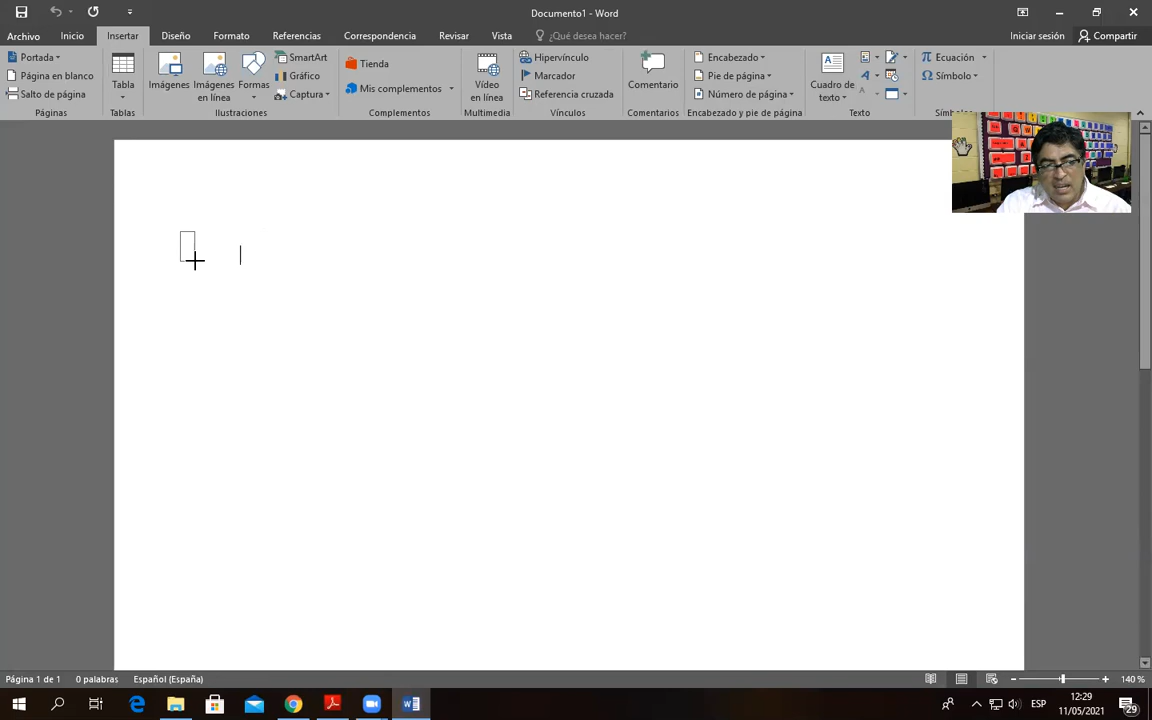 Documento1 - Word
Archivo Inicio Insertar Diseño Formato Referencias Correspondencia Revisar Vista ¿Qué desea hacer? Iniciar sesión Compartir
Portada
Página en blanco
Salto de página
Páginas
Tabla
Tablas
Imágenes
Imágenes
en línea
Formas
SmartArt
Gráfico
Captura
Ilustraciones
Tienda
Mis complementos
Complementos
Vídeo
en línea
Multimedia
Hipervínculo
Marcador
Referencia cruzada
Vínculos
Comentario
Comentarios
Encabezado
Pie de página
Número de página
Encabezado y pie de página
Cuadro de
texto
Texto
Ecuación
Símbolo
Página 1 de 1 0 palabras Español (España) 140 %
ESP
12:29
11/05/2021
29